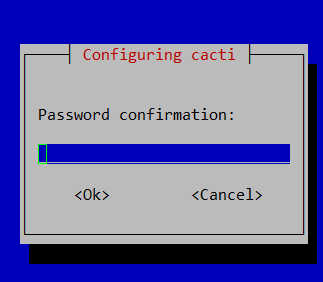 Configuring cacti
Password confirmation:
<Ok> <Cancel>